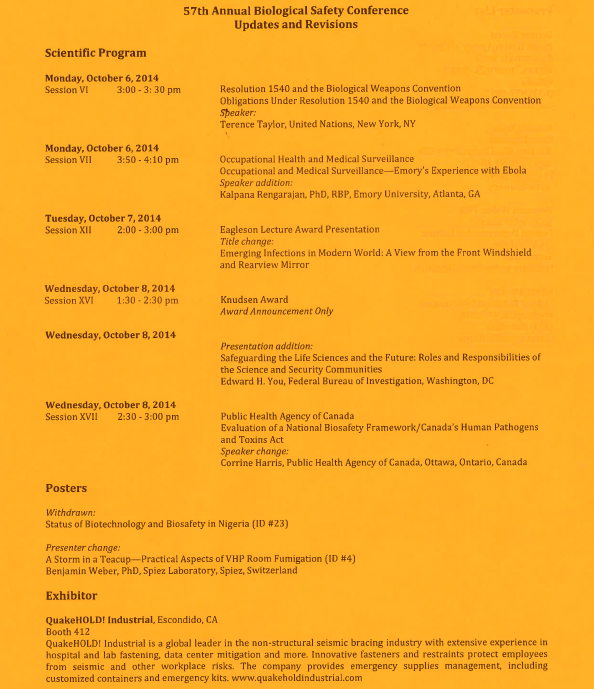 57th Annual Biological Safety Conference
Updates and Revisions
Scientific Program
Monday, October 6, 2014
Session VI 3:00 - 3: 30 pm Resolution 1540 and the Biological Weapons Convention
Obligations Under Resolution 1540 and the Biological Weapons Convention
Speaker:
Terence Taylor, United Nations, New York, NY
Monday, October 6, 2014
Session VII 3:50 - 4:10 pm Occupational Health and Medical Surveillance
Occupational and Medical Surveillance—Emory's Experience with Ebola
Speaker addition:
Kalpana Rengarajan, PhD, RBP, Emory University, Atlanta, GA
Tuesday, October 7, 2014
Session XII 2:00 - 3:00 pm Eagleson Lecture Award Presentation
Title change:
Emerging Infections in Modern World: A View from the Front Windshield
and Rearview Mirror
Wednesday, October 8, 2014
Session XVI 1:30 - 2:30 pm Knudsen Award
Award Announcement Only
Wednesday, October 8, 2014
Presentation addition:
Safeguarding the Life Sciences and the Future: Roles and Responsibilities of
the Science and Security Communities
Edward H. You, Federal Bureau of Investigation, Washington, DC
Wednesday, October 8, 2014
Session XVII 2:30 - 3:00 pm Public Health Agency of Canada
Evaluation of a National Biosafety Framework/Canada's Human Pathogens
and Toxins Act
Speaker change:
Corrine Harris, Public Health Agency of Canada, Ottawa, Ontario, Canada
Posters
Withdrawn:
Status of Biotechnology and Biosafety in Nigeria (ID #23)
Presenter change:
A Storm in a Teacup—Practical Aspects of VHP Room Fumigation (ID #4)
Benjamin Weber, PhD, Spiez Laboratory, Spiez, Switzerland
Exhibitor
QuakeHOLD! Industrial, Escondido, CA
Booth 412
QuakeHOLD! Industrial is a global leader in the non-structural seismic bracing industry with extensive experience in
hospital and lab fastening, data center mitigation and more. Innovative fasteners and restraints protect employees
from seismic and other workplace risks. The company provides emergency supplies management, including
customized containers and emergency kits. www.quakeholdindustrial.com